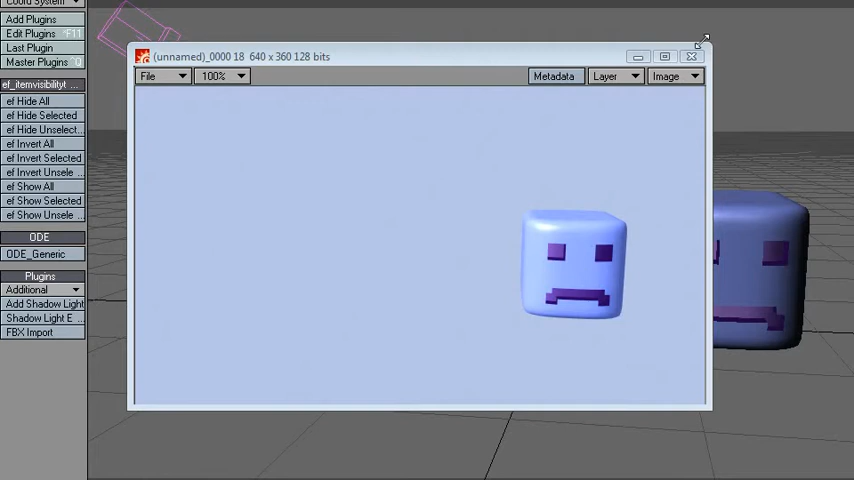 Coord System
Add Plugins
Edit Plugins ^F11
Last Plugin
Master Plugins ^Q
ef_itemvisibilityt ...
ef Hide All
ef Hide Selected
ef Hide Unselect...
ef Invert All
ef Invert Selected
ef Invert Unsele ...
ef Show All
ef Show Selected
ef Show Unsele ...
ODE
ODE_Generic
Plugins
Additional
Add Shadow Light
Shadow Light E ...
FBX Import
(unnamed)_0000 18 640 x 360 128 bits
File 100% Metadata Layer Image